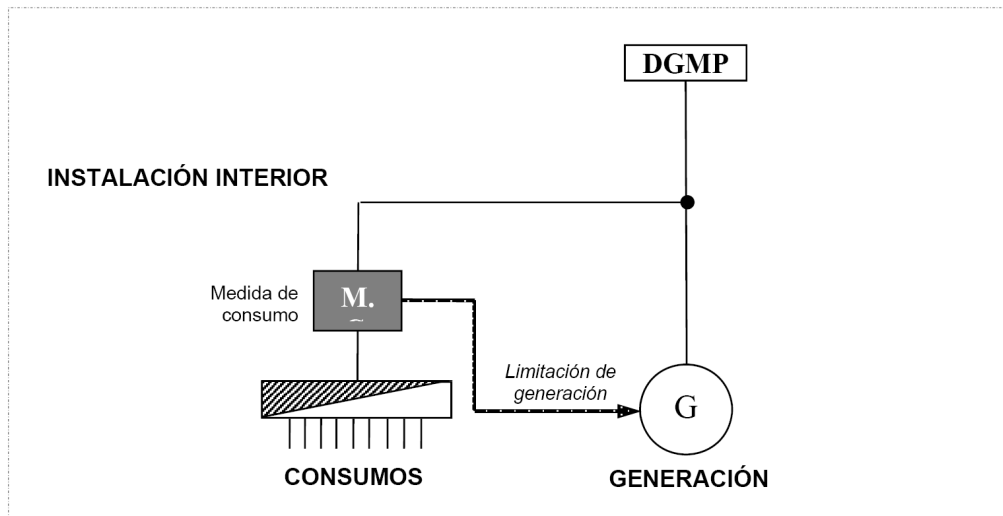 DGMP
INSTALACIÓN INTERIOR
Medida de
consumo
M.
Limitación de
generación
G
CONSUMOS
GENERACIÓN